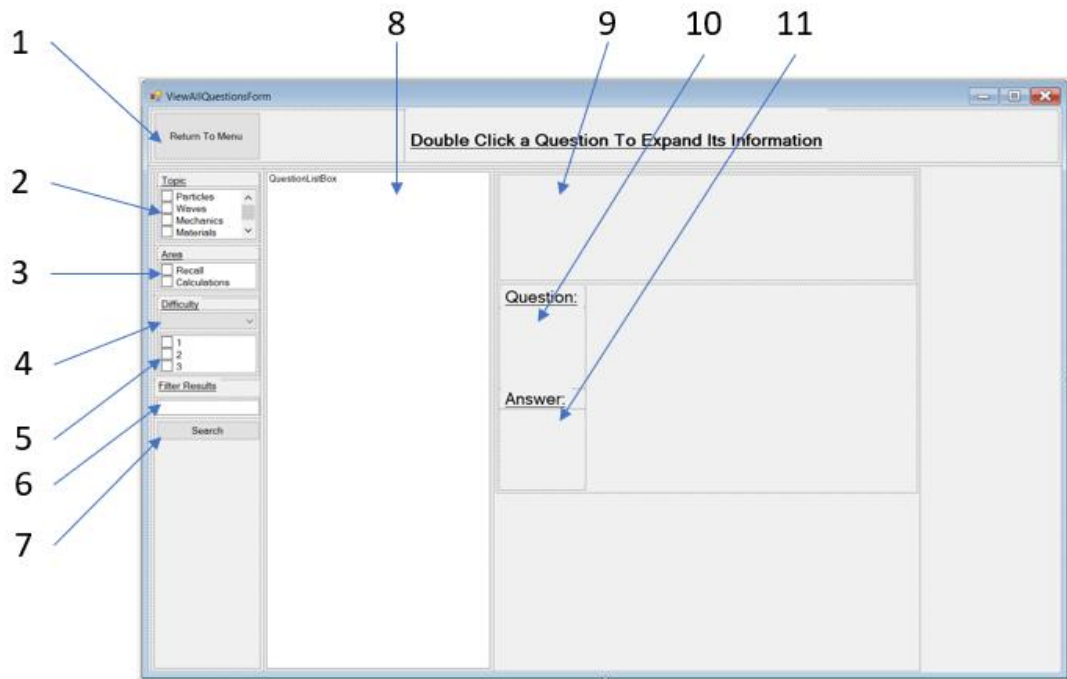 8 9 10 11
1
ViewAllQuestionsForm
Return To Menu
Double Click a Question To Expand Its Information
2
Topic
Particles
Waves
Mechanics
Materials
QuestionListBox
3
Area
Recall
Calculations
Question:
4
Difficulty
1
2
3
5
Filter Results
Answer:
6
Search
7